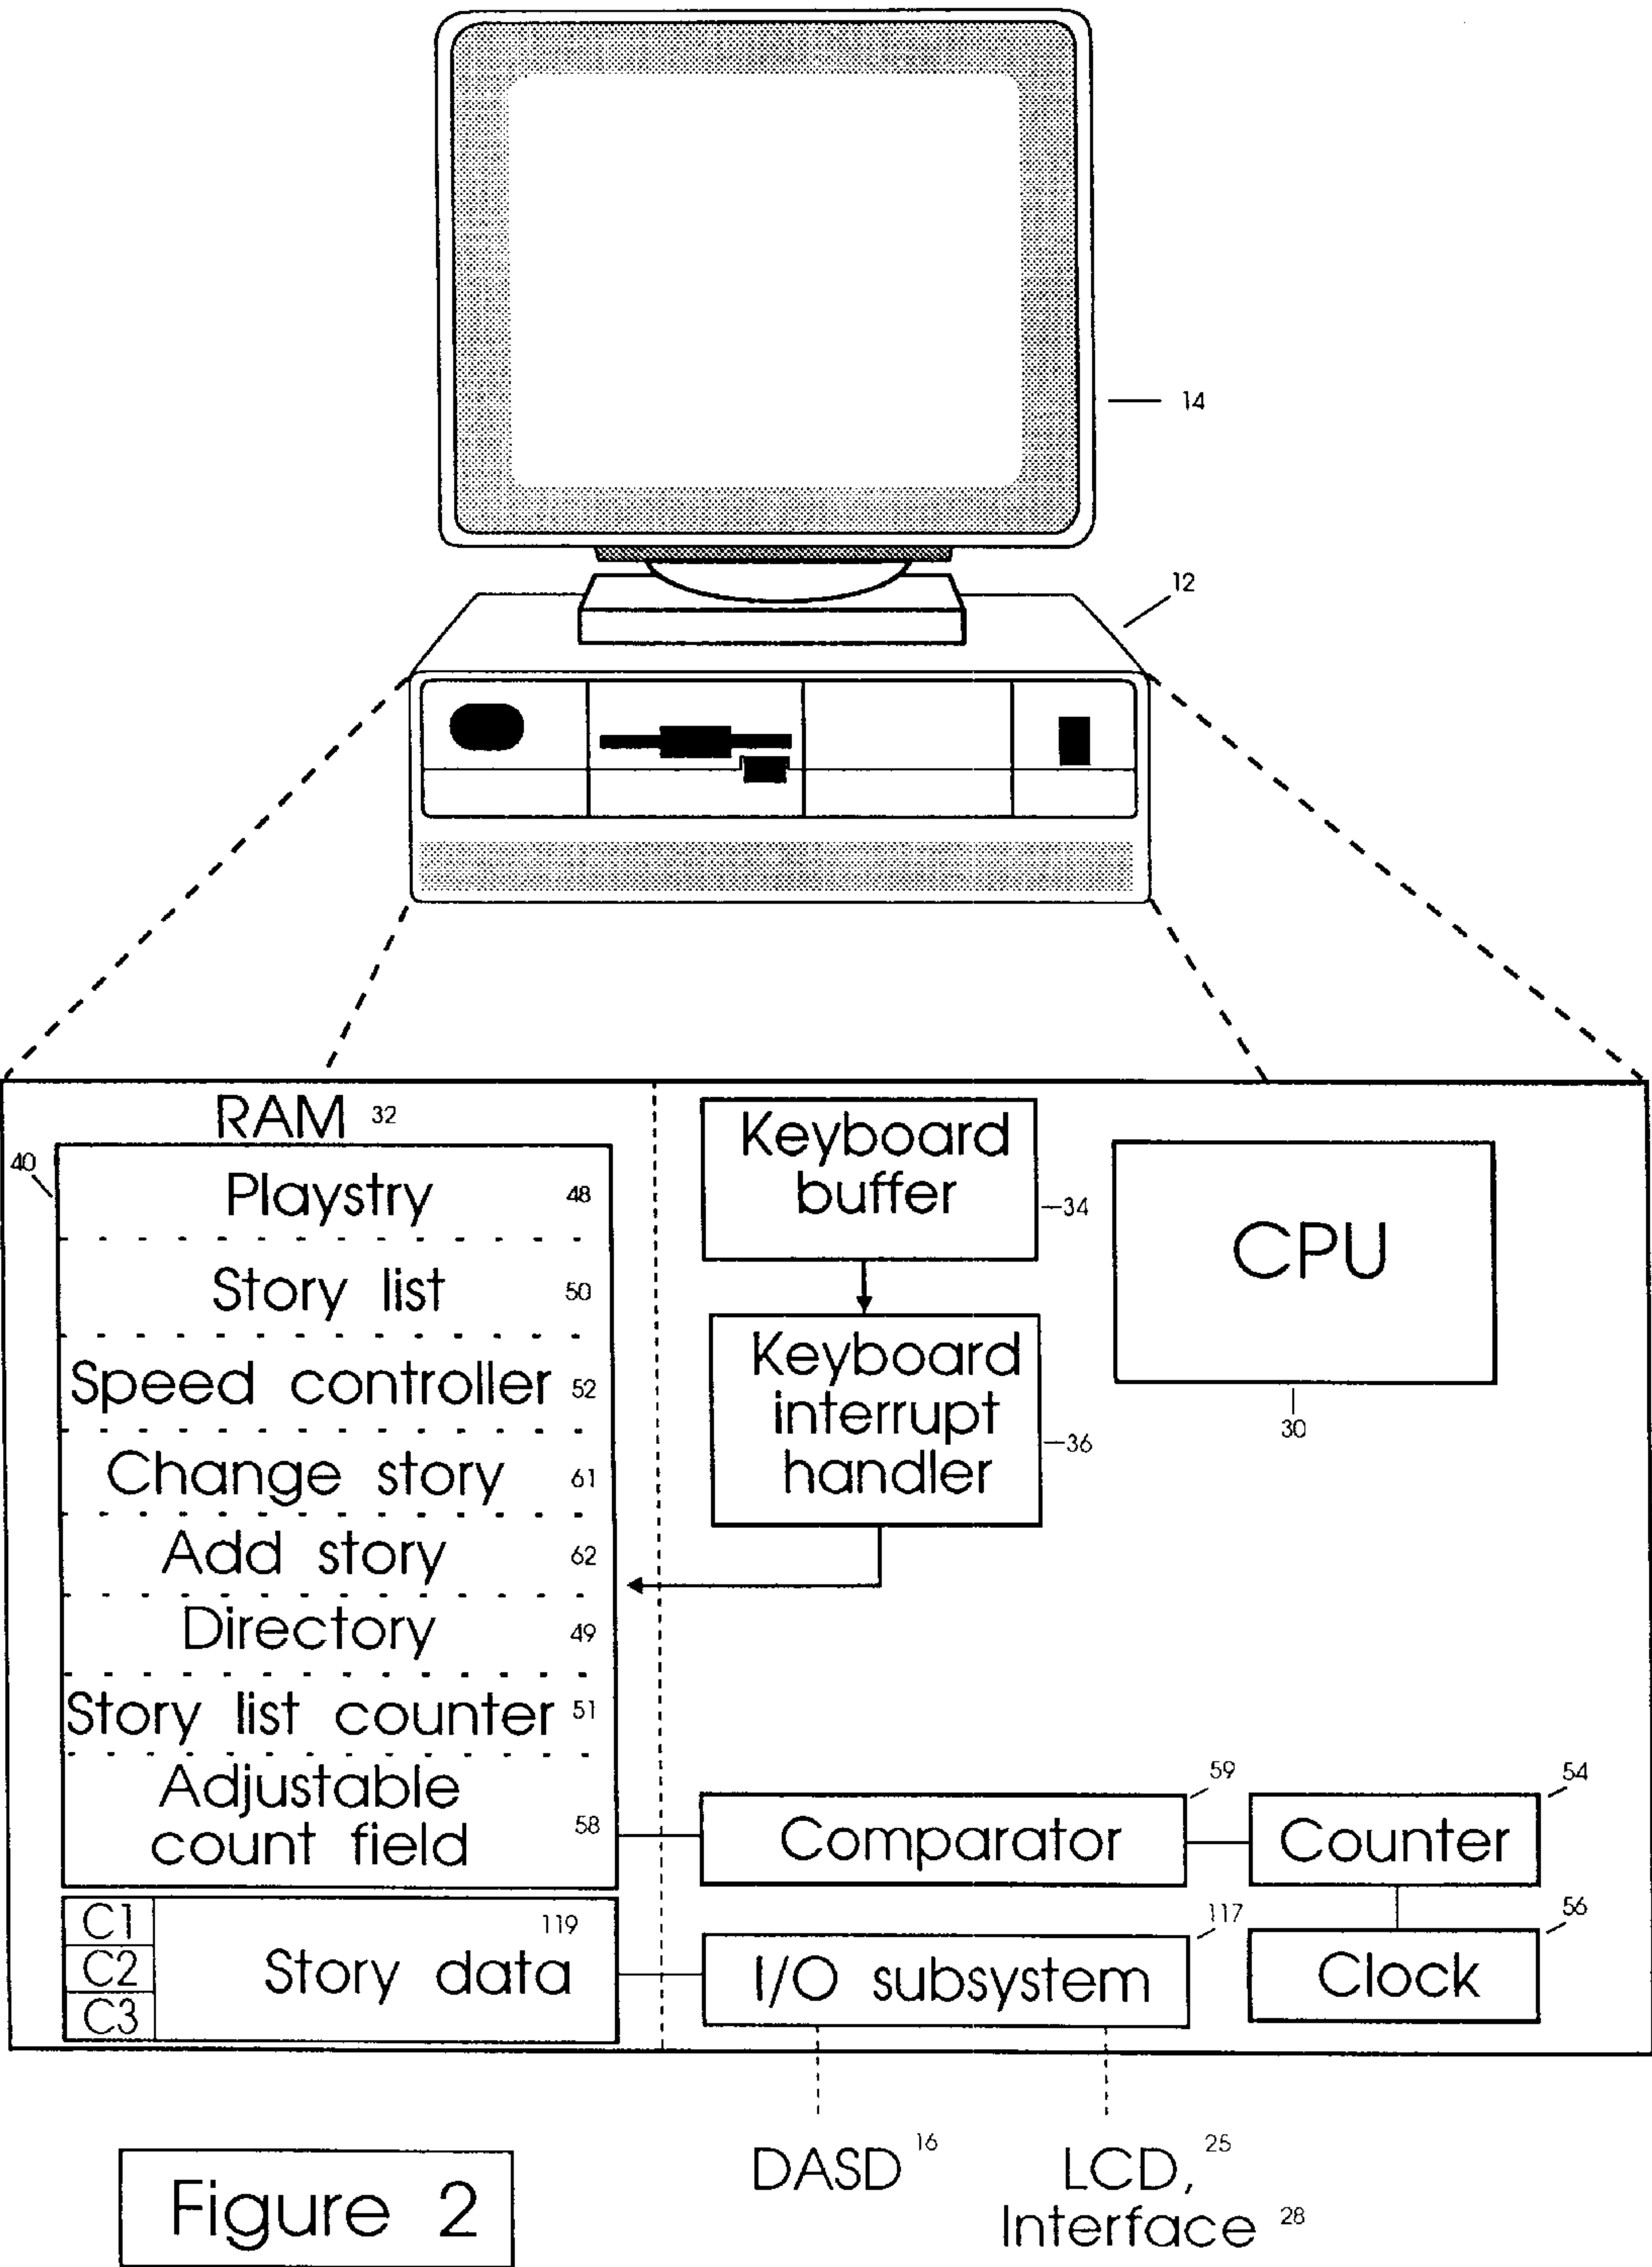 14
12
RAM 32
40
Playstry 48
Story list 50
Speed controller 52
Change story 61
Add story 62
Directory 49
Story list counter 51
Adjustable
count field 58
C1
C2
C3
Story data 119
Keyboard
buffer
34
Keyboard
interrupt
handler
36
CPU
30
Comparator
59
Counter
54
I/O subsystem
117
Clock
56
DASD 16
LCD, 25
Interface 28
Figure 2